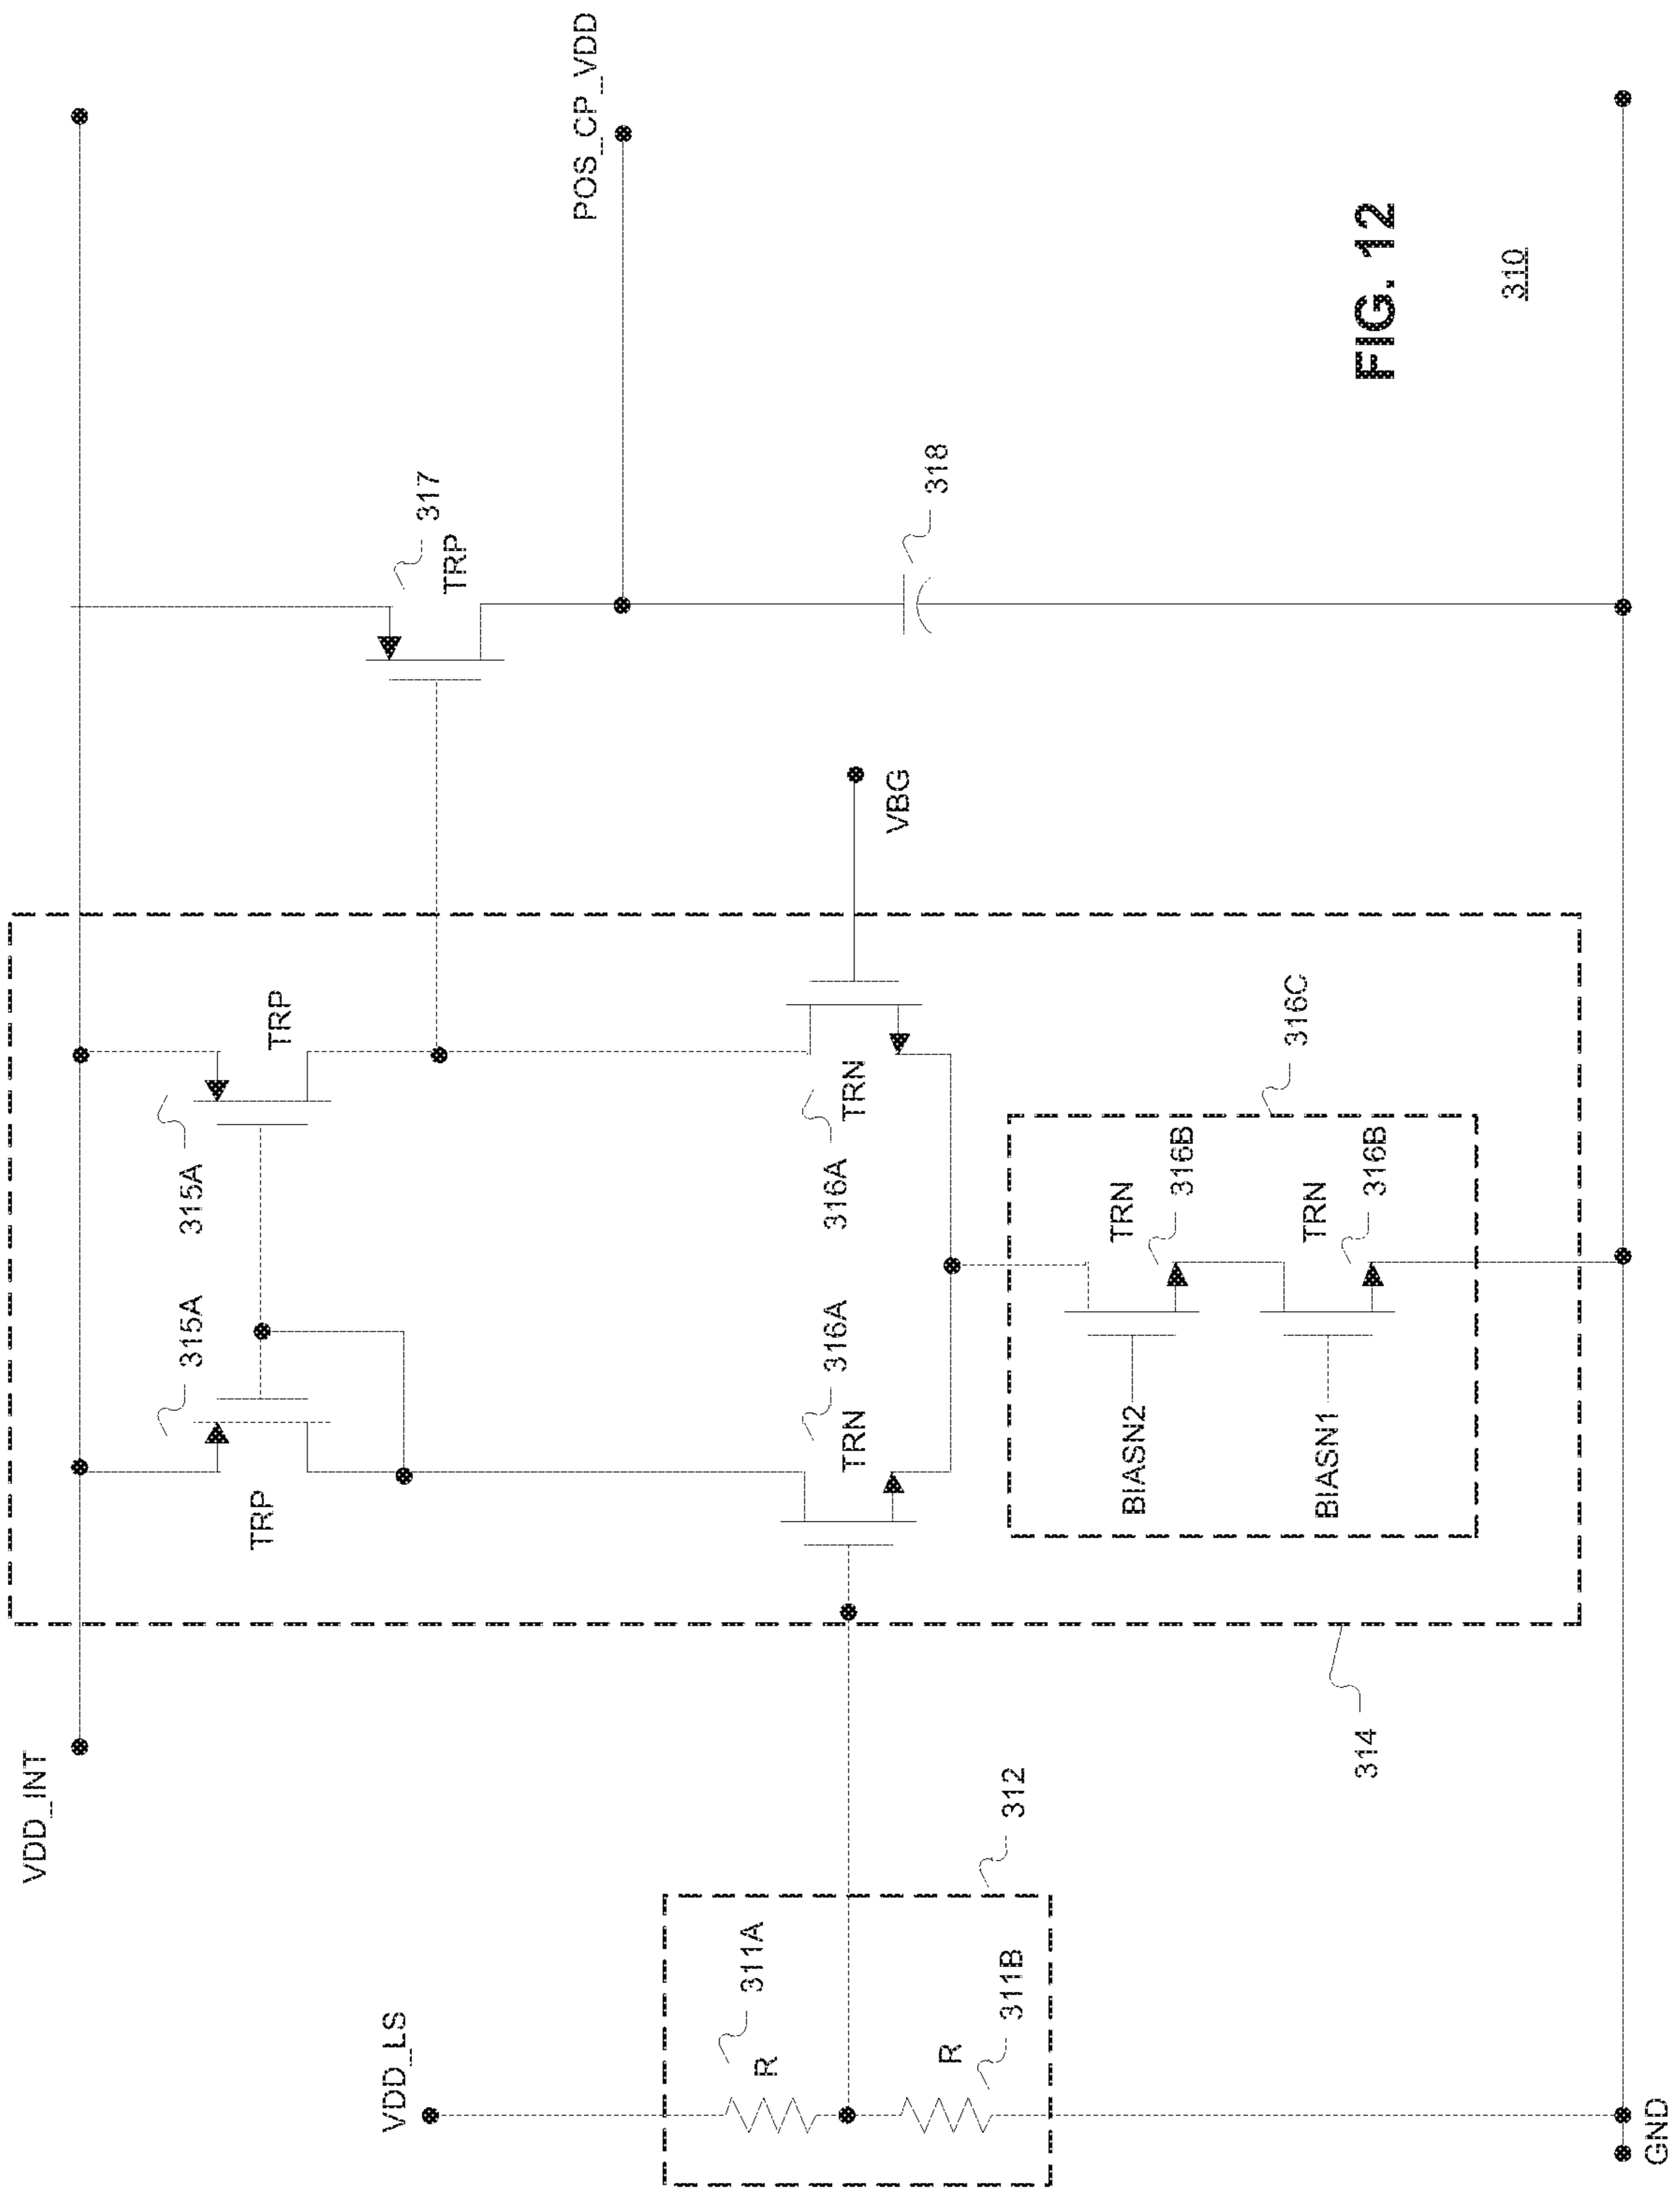 VDD_INT
VDD_LS
311A
R
R
311B
312
314
315A
TRP
315A
TRP
316A
TRN
316A
TRN
BIASN2
TRN
316B
BIASN1
TRN
316B
316C
VBG
317
TRP
318
POS_CP_VDD
GND
FIG. 12
310